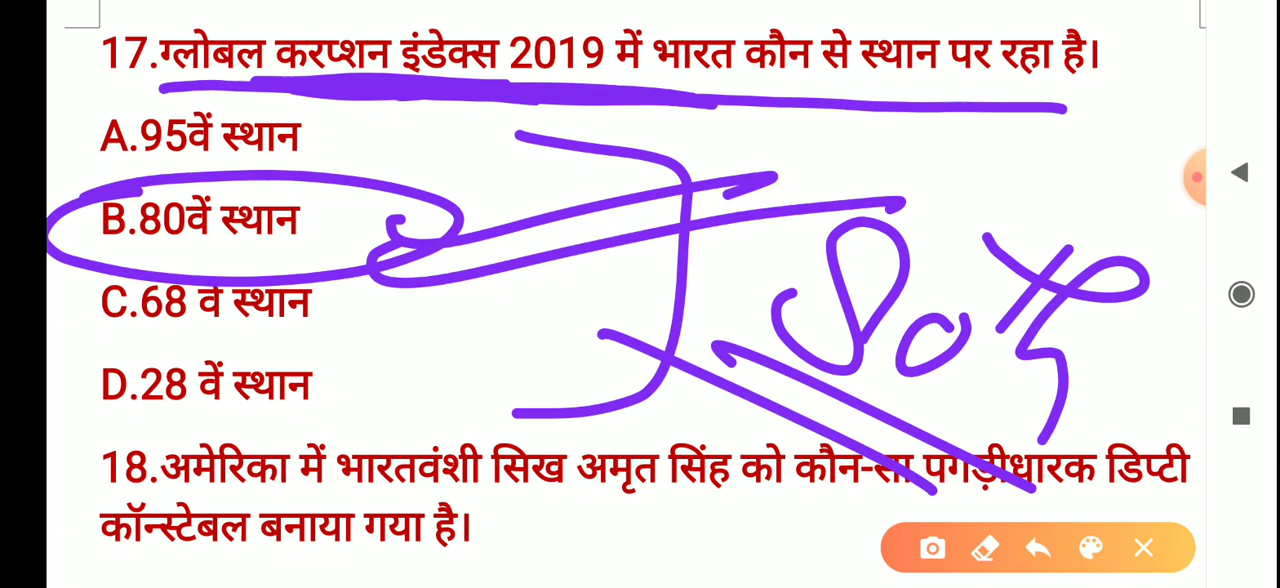 17.ग्लोबल करप्शन इंडेक्स 2019 में भारत कौन से स्थान पर रहा है।
A.95वें स्थान
B.80वें स्थान
C.68 वे स्थान
D.28 वें स्थान
80वें
18.अमेरिका में भारतवंशी सिख अमृत सिंह को कौन-सा पगड़ीधारक डिप्टी
कॉन्स्टेबल बनाया गया है।